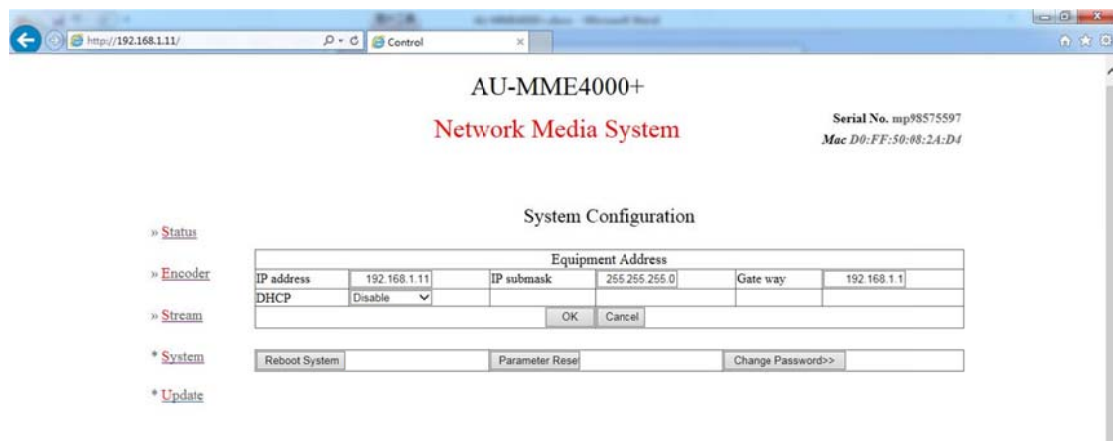 http://192.168.1.11/
Control
AU-MME4000+
Network Media System
Serial No. mp98575597
Mac D0:FF:50:08:2A:D4
System Configuration
» Status
» Encoder
» Stream
* System
* Update
Equipment Address
IP address 192.168.1.11 IP submask 255.255.255.0 Gate way 192.168.1.1
DHCP Disable
OK Cancel
Reboot System Parameter Rese Change Password>>